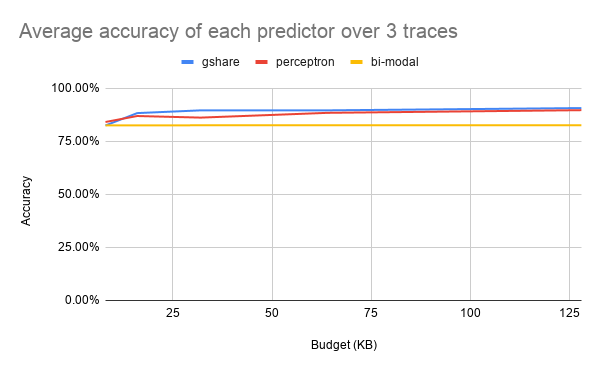 Average accuracy of each predictor over 3 traces
gshare perceptron bi-modal
100.00%
75.00%
50.00%
25.00%
0.00%
Accuracy
25 50 75 100 125
Budget (KB)